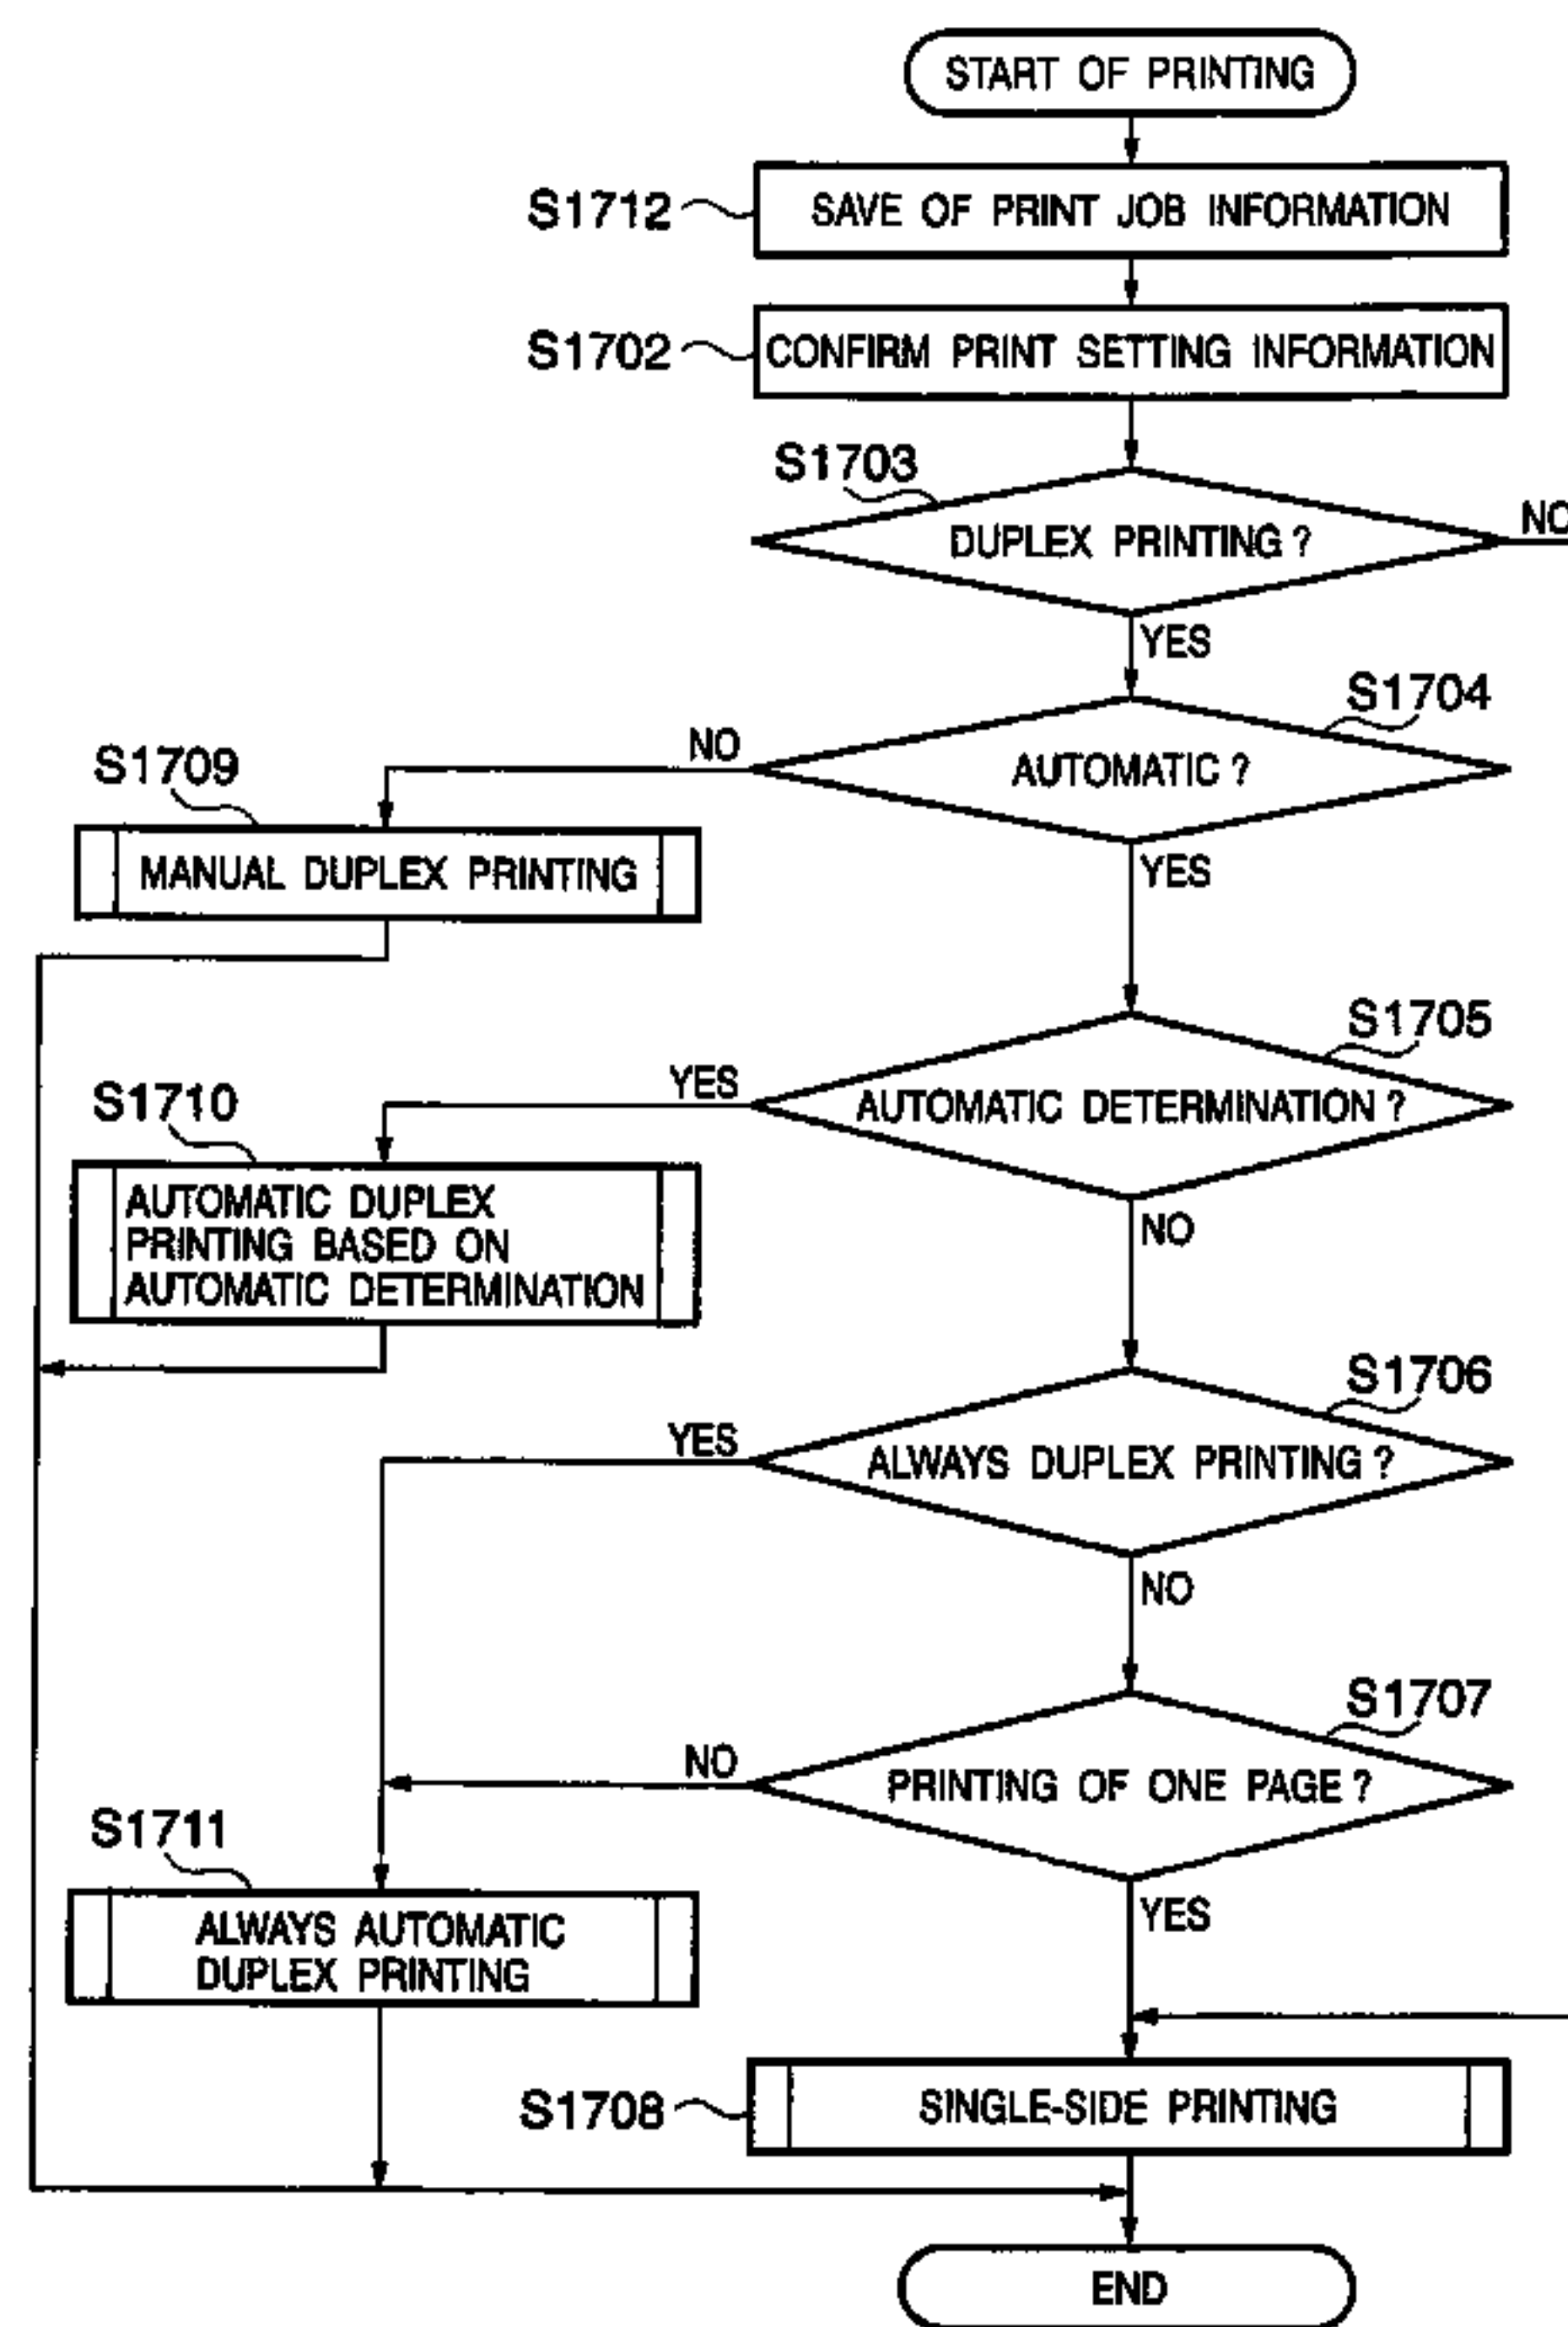 START OF PRINTING
S1712
SAVE OF PRINT JOB INFORMATION
S1702
CONFIRM PRINT SETTING INFORMATION
S1703
DUPLEX PRINTING?
NO
YES
S1704
AUTOMATIC?
NO
YES
S1709
MANUAL DUPLEX PRINTING
S1705
AUTOMATIC DETERMINATION?
YES
NO
S1710
AUTOMATIC DUPLEX
PRINTING BASED ON
AUTOMATIC DETERMINATION
S1706
ALWAYS DUPLEX PRINTING?
YES
NO
S1707
PRINTING OF ONE PAGE?
NO
YES
S1711
ALWAYS AUTOMATIC
DUPLEX PRINTING
S1708
SINGLE-SIDE PRINTING
END